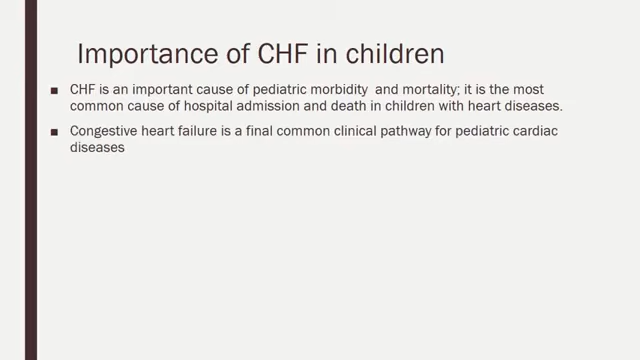 Importance of CHF in children
■ CHF is an important cause of pediatric morbidity  and mortality; it is the most
common cause of hospital admission and death in children with heart diseases.
■ Congestive heart failure is a final common clinical pathway for pediatric cardiac
diseases